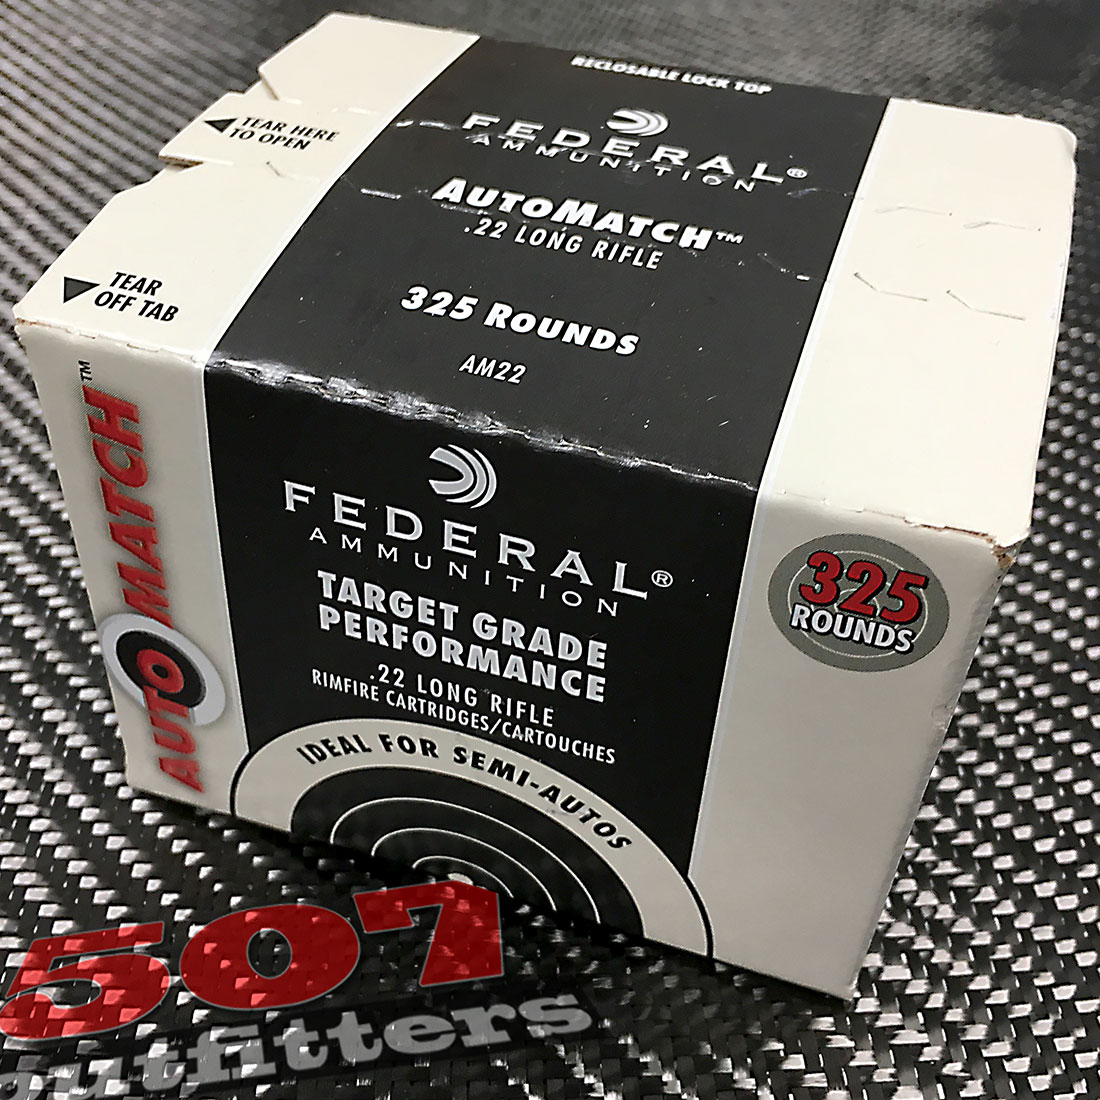 RECLOSABLE LOCK TOP
TEAR HERE
TO OPEN
FEDERAL®
AMMUNITION
AUTOMATCH™
.22 LONG RIFLE
325 ROUNDS
AM22
TEAR
OFF TAB
AUTOMATCH™
FEDERAL®
AMMUNITION
TARGET GRADE
PERFORMANCE
.22 LONG RIFLE
RIMFIRE CARTRIDGES/CARTOUCHES
IDEAL FOR SEMI-AUTOS
325
ROUNDS
507
outfitters